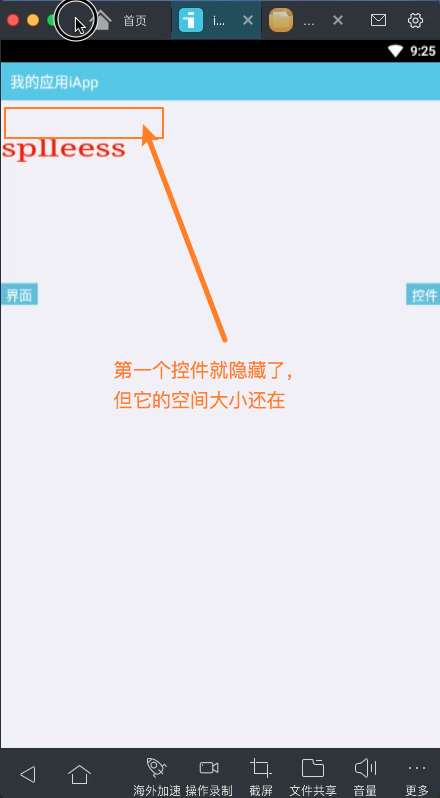 首页
i...
...
9:25
我的应用iApp
splleess
界面
控件
第一个控件就隐藏了,
但它的空间大小还在
海外加速 操作录制 截屏 文件共享 音量 更多